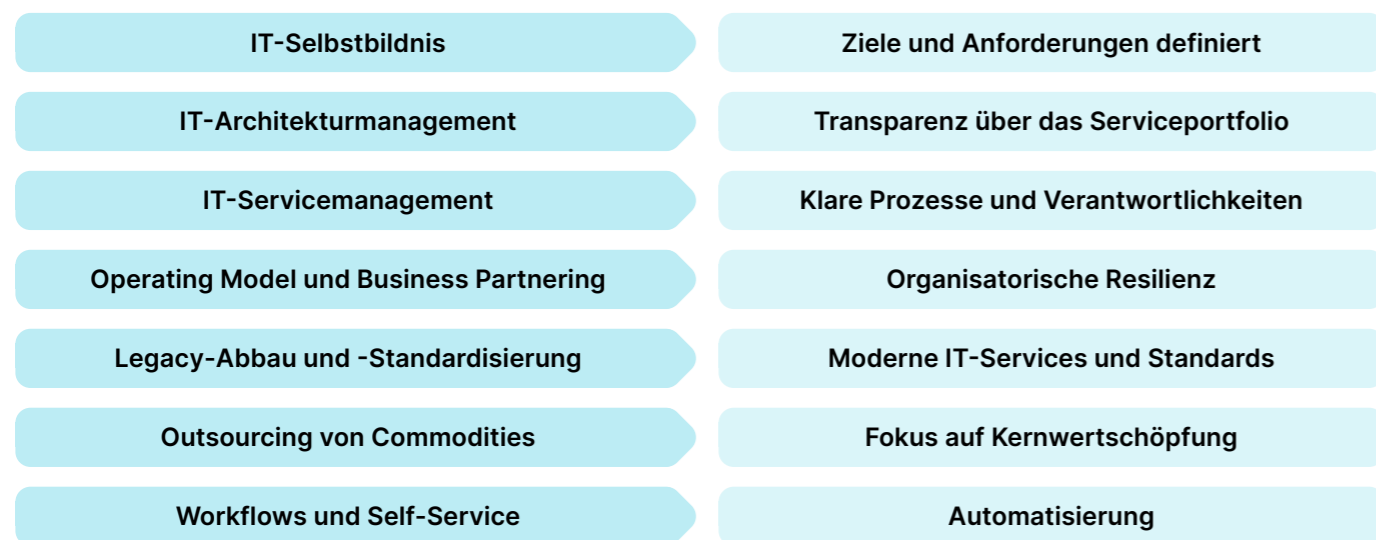 IT-Selbstbildnis
Ziele und Anforderungen definiert
IT-Architekturmanagement
Transparenz über das Serviceportfolio
IT-Servicemanagement
Klare Prozesse und Verantwortlichkeiten
Operating Model und Business Partnering
Organisatorische Resilienz
Legacy-Abbau und -Standardisierung
Moderne IT-Services und Standards
Outsourcing von Commodities
Fokus auf Kernwertschöpfung
Workflows und Self-Service
Automatisierung